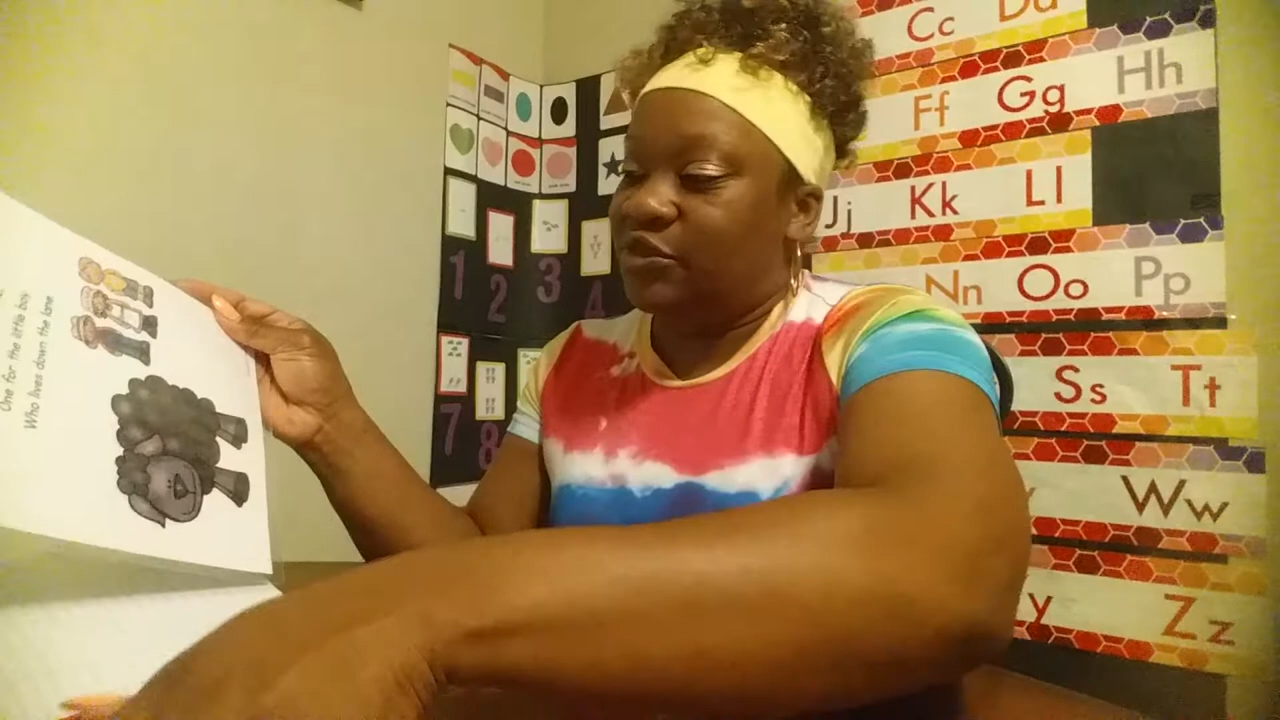 One for the little boy
Who lives down the lane
Cc Dd
Ff Gg Hh
Jj Kk Ll
Nn Oo Pp
Ss Tt
Ww
y Zz
1 2 3 4
7 8